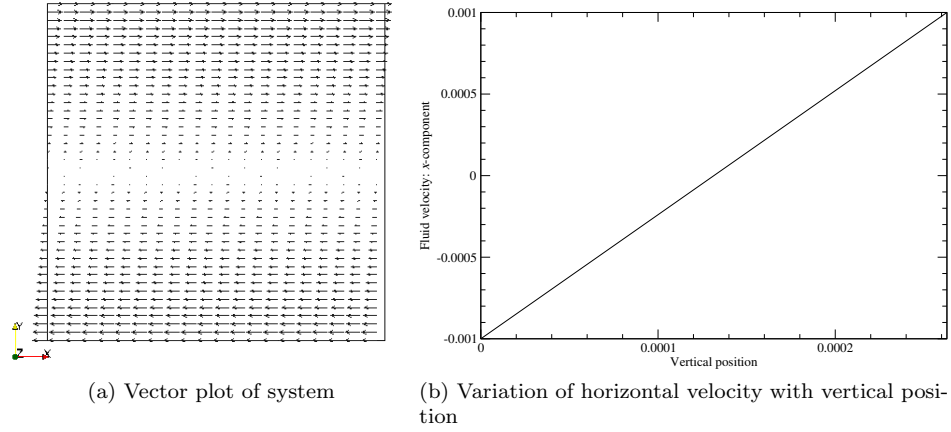 0.001
0.0005
0
-0.0005
-0.001
Fluid velocity: x-component
0
0.0001
0.0002
Vertical position
Y
Z
X
(a) Vector plot of system
(b) Variation of horizontal velocity with vertical posi-
tion